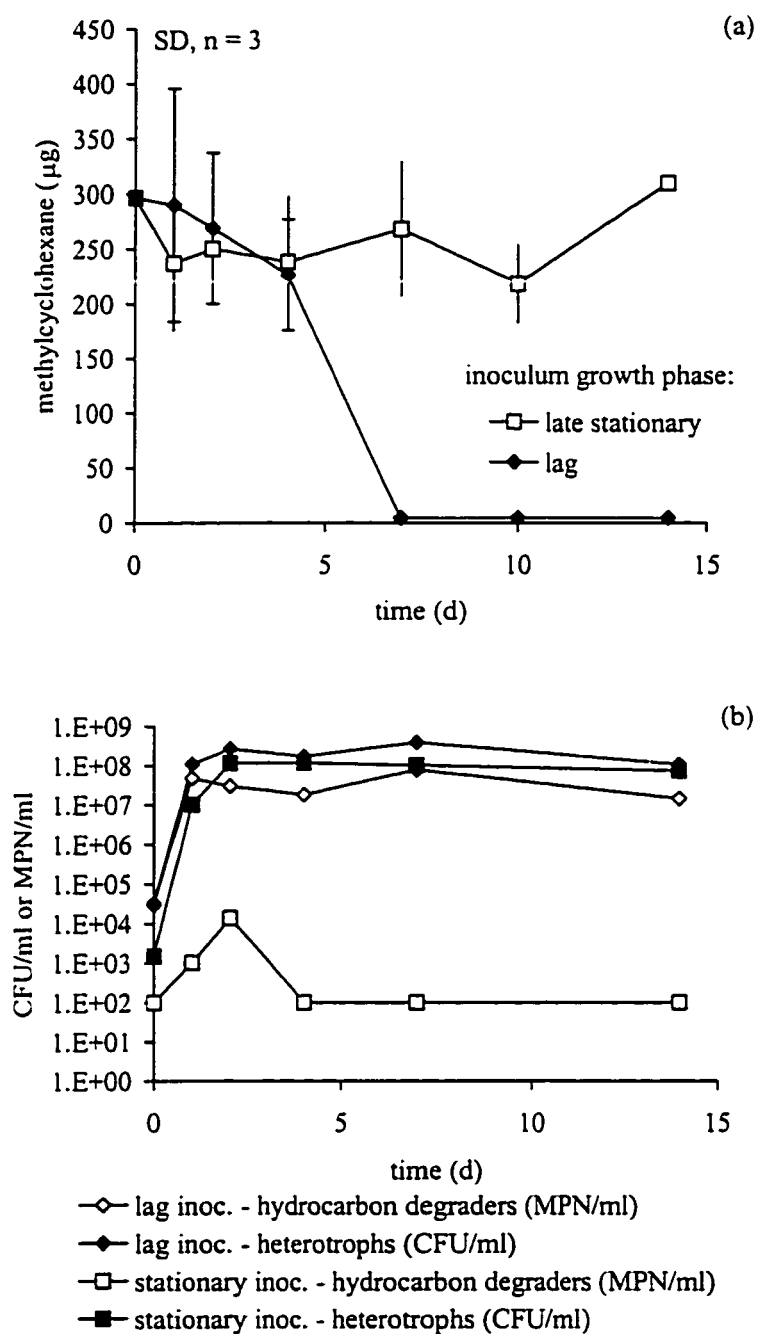 (a)
SD, n = 3
methylcyclohexane (µg)
450
400
350
300
250
200
150
100
50
0
inoculum growth phase:
late stationary
lag
0 5 10 15
time (d)
(b)
CFU/ml or MPN/ml
1.E+09
1.E+08
1.E+07
1.E+06
1.E+05
1.E+04
1.E+03
1.E+02
1.E+01
1.E+00
0 5 10 15
time (d)
lag inoc. - hydrocarbon degraders (MPN/ml)
lag inoc. - heterotrophs (CFU/ml)
stationary inoc. - hydrocarbon degraders (MPN/ml)
stationary inoc. - heterotrophs (CFU/ml)